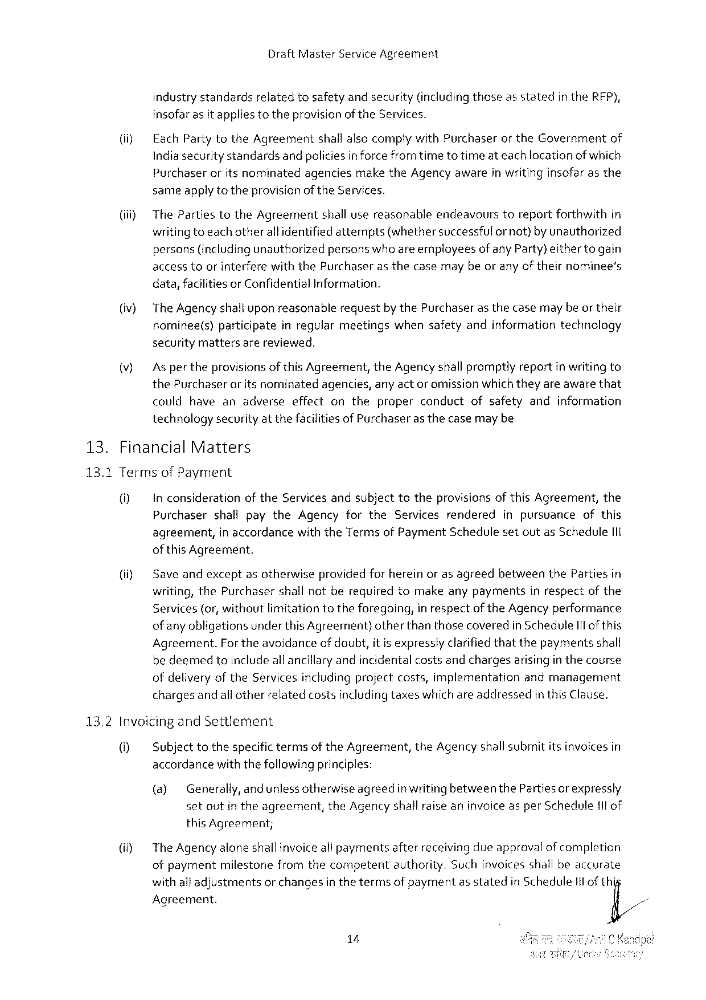 Draft Master Service Agreement
industry standards related to safety and security (including those as stated in the RFP),
insofar as it applies to the provision of the Services.
(ii) Each Party to the Agreement shall also comply with Purchaser or the Government of
India security standards and policies in force from time to time at each location of which
Purchaser or its nominated agencies make the Agency aware in writing insofar as the
same apply to the provision of the Services.
(iii) The Parties to the Agreement shall use reasonable endeavours to report forthwith in
writing to each other all identified attempts (whether successful or not) by unauthorized
persons (including unauthorized persons who are employees of any Party) either to gain
access to or interfere with the Purchaser as the case may be or any of their nominee's
data, facilities or Confidential Information.
(iv) The Agency shall upon reasonable request by the Purchaser as the case may be or their
nominee(s) participate in regular meetings when safety and information technology
security matters are reviewed.
(v) As per the provisions of this Agreement, the Agency shall promptly report in writing to
the Purchaser or its nominated agencies, any act or omission which they are aware that
could have an adverse effect on the proper conduct of safety and information
technology security at the facilities of Purchaser as the case may be
13. Financial Matters
13.1 Terms of Payment
(i) In consideration of the Services and subject to the provisions of this Agreement, the
Purchaser shall pay the Agency for the Services rendered in pursuance of this
agreement, in accordance with the Terms of Payment Schedule set out as Schedule III
of this Agreement.
(ii) Save and except as otherwise provided for herein or as agreed between the Parties in
writing, the Purchaser shall not be required to make any payments in respect of the
Services (or, without limitation to the foregoing, in respect of the Agency performance
of any obligations under this Agreement) other than those covered in Schedule III of this
Agreement. For the avoidance of doubt, it is expressly clarified that the payments shall
be deemed to include all ancillary and incidental costs and charges arising in the course
of delivery of the Services including project costs, implementation and management
charges and all other related costs including taxes which are addressed in this Clause.
13.2 Invoicing and Settlement
(i) Subject to the specific terms of the Agreement, the Agency shall submit its invoices in
accordance with the following principles:
(a) Generally, and unless otherwise agreed in writing between the Parties or expressly
set out in the agreement, the Agency shall raise an invoice as per Schedule III of
this Agreement;
(ii) The Agency alone shall invoice all payments after receiving due approval of completion
of payment milestone from the competent authority. Such invoices shall be accurate
with all adjustments or changes in the terms of payment as stated in Schedule III of this
Agreement.
14
/Anil C Kandpal
/Under Secretary